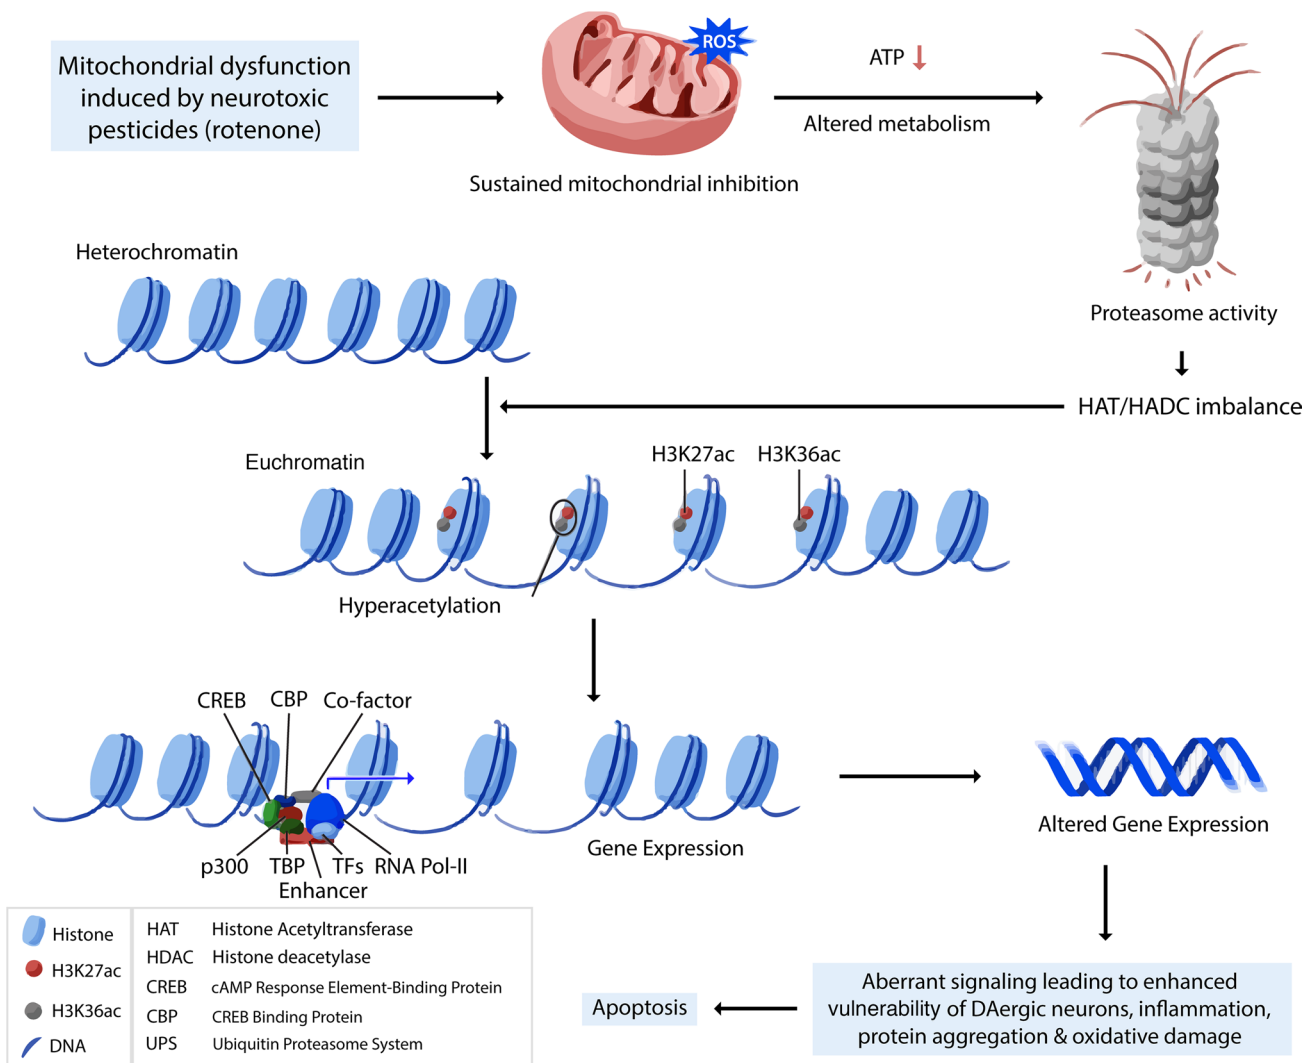 Mitochondrial dysfunction
induced by neurotoxic
pesticides (rotenone)
ROS
Sustained mitochondrial inhibition
ATP
Altered metabolism
Proteasome activity
HAT/HADC imbalance
Heterochromatin
Euchromatin
H3K27ac
H3K36ac
Hyperacetylation
CREB
CBP
Co-factor
p300
TBP
TFs
RNA Pol-II
Enhancer
Gene Expression
Altered Gene Expression
Aberrant signaling leading to enhanced
vulnerability of DAergic neurons, inflammation,
protein aggregation & oxidative damage
Apoptosis
Histone
H3K27ac
H3K36ac
DNA
HAT Histone Acetyltransferase
HDAC Histone deacetylase
CREB cAMP Response Element-Binding Protein
CBP CREB Binding Protein
UPS Ubiquitin Proteasome System